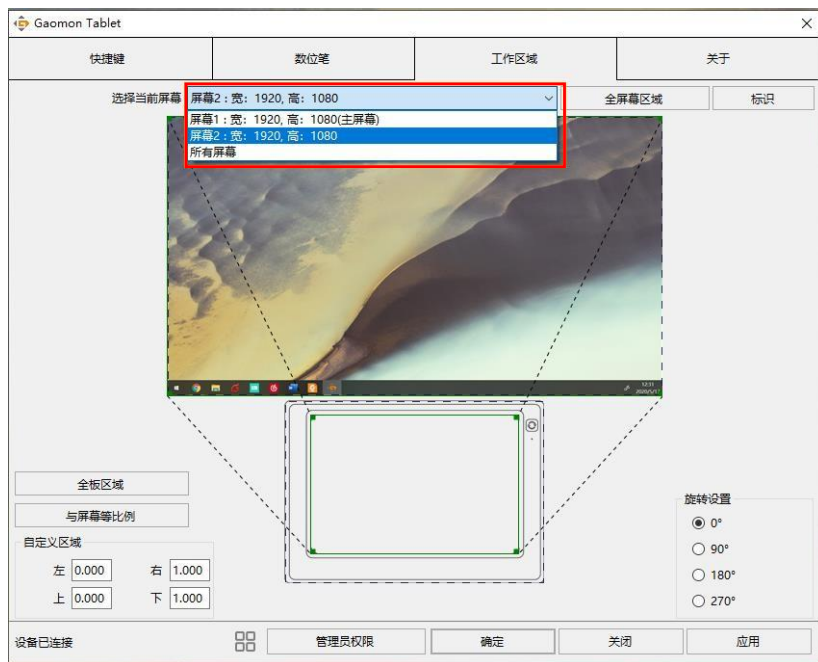 Gaomon Tablet
快捷键 数位笔 工作区域 关于
选择当前屏幕 屏幕2 : 宽: 1920, 高: 1080 全屏幕区域 标识
屏幕1 : 宽: 1920, 高: 1080(主屏幕)
屏幕2 : 宽: 1920, 高: 1080
所有屏幕
12:31
2020/5/17
全板区域
与屏幕等比例
自定义区域
左 0.000 右 1.000
上 0.000 下 1.000
旋转设置
0°
90°
180°
270°
设备已连接 管理员权限 确定 关闭 应用